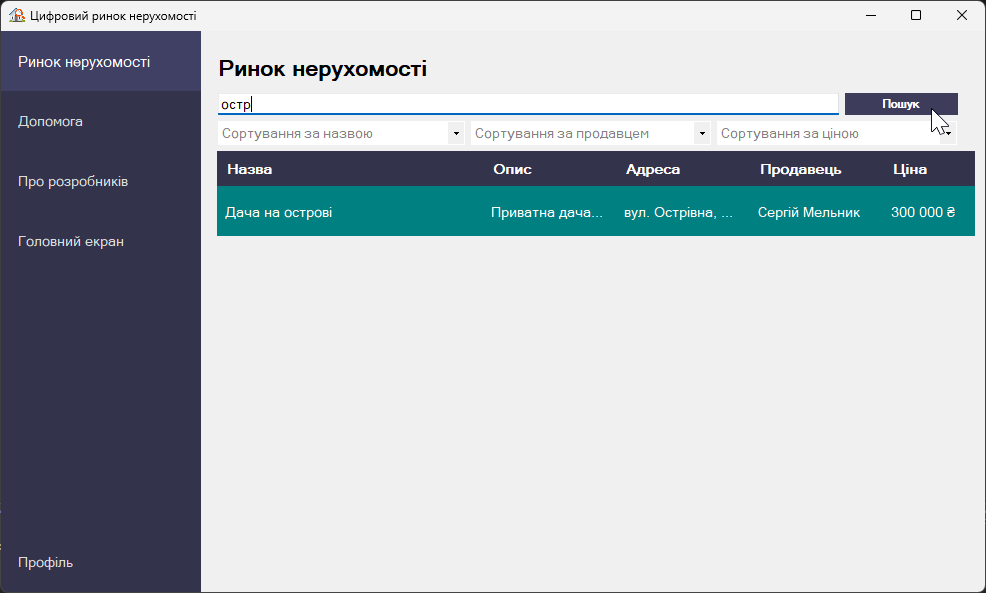 Цифровий ринок нерухомості
Ринок нерухомості
Допомога
Про розробників
Головний екран
Профіль
Ринок нерухомості
остр
Пошук
Сортування за назвою Сортування за продавцем Сортування за ціною
Назва Опис Адреса Продавець Ціна
Дача на острові Приватна дача... вул. Острівна, ... Сергій Мельник 300 000 ₴